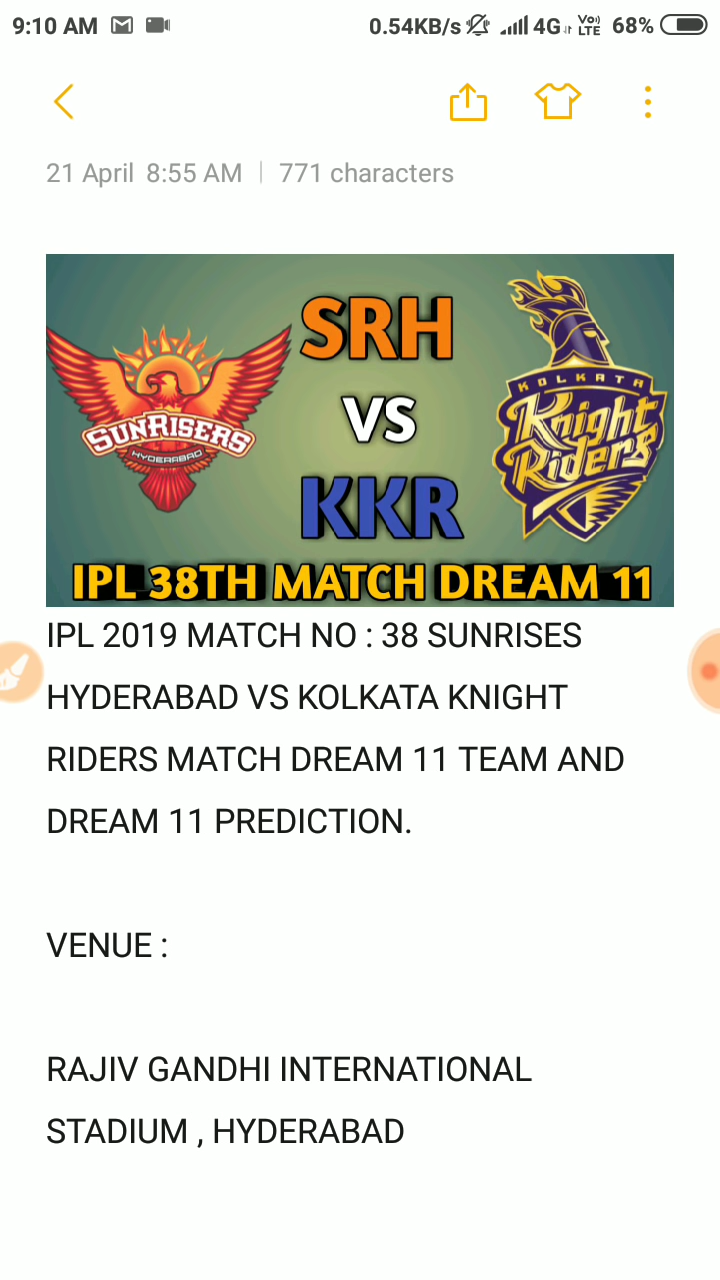 9:10 AM 0.54KB/s 4G VoLTE 68%
21 April 8:55 AM | 771 characters
SRH
VS
KKR
SUNRISERS
HYDERABAD
KOLKATA
Knight
Riders
IPL 38TH MATCH DREAM 11
IPL 2019 MATCH NO : 38 SUNRISES
HYDERABAD VS KOLKATA KNIGHT
RIDERS MATCH DREAM 11 TEAM AND
DREAM 11 PREDICTION.
VENUE :
RAJIV GANDHI INTERNATIONAL
STADIUM , HYDERABAD